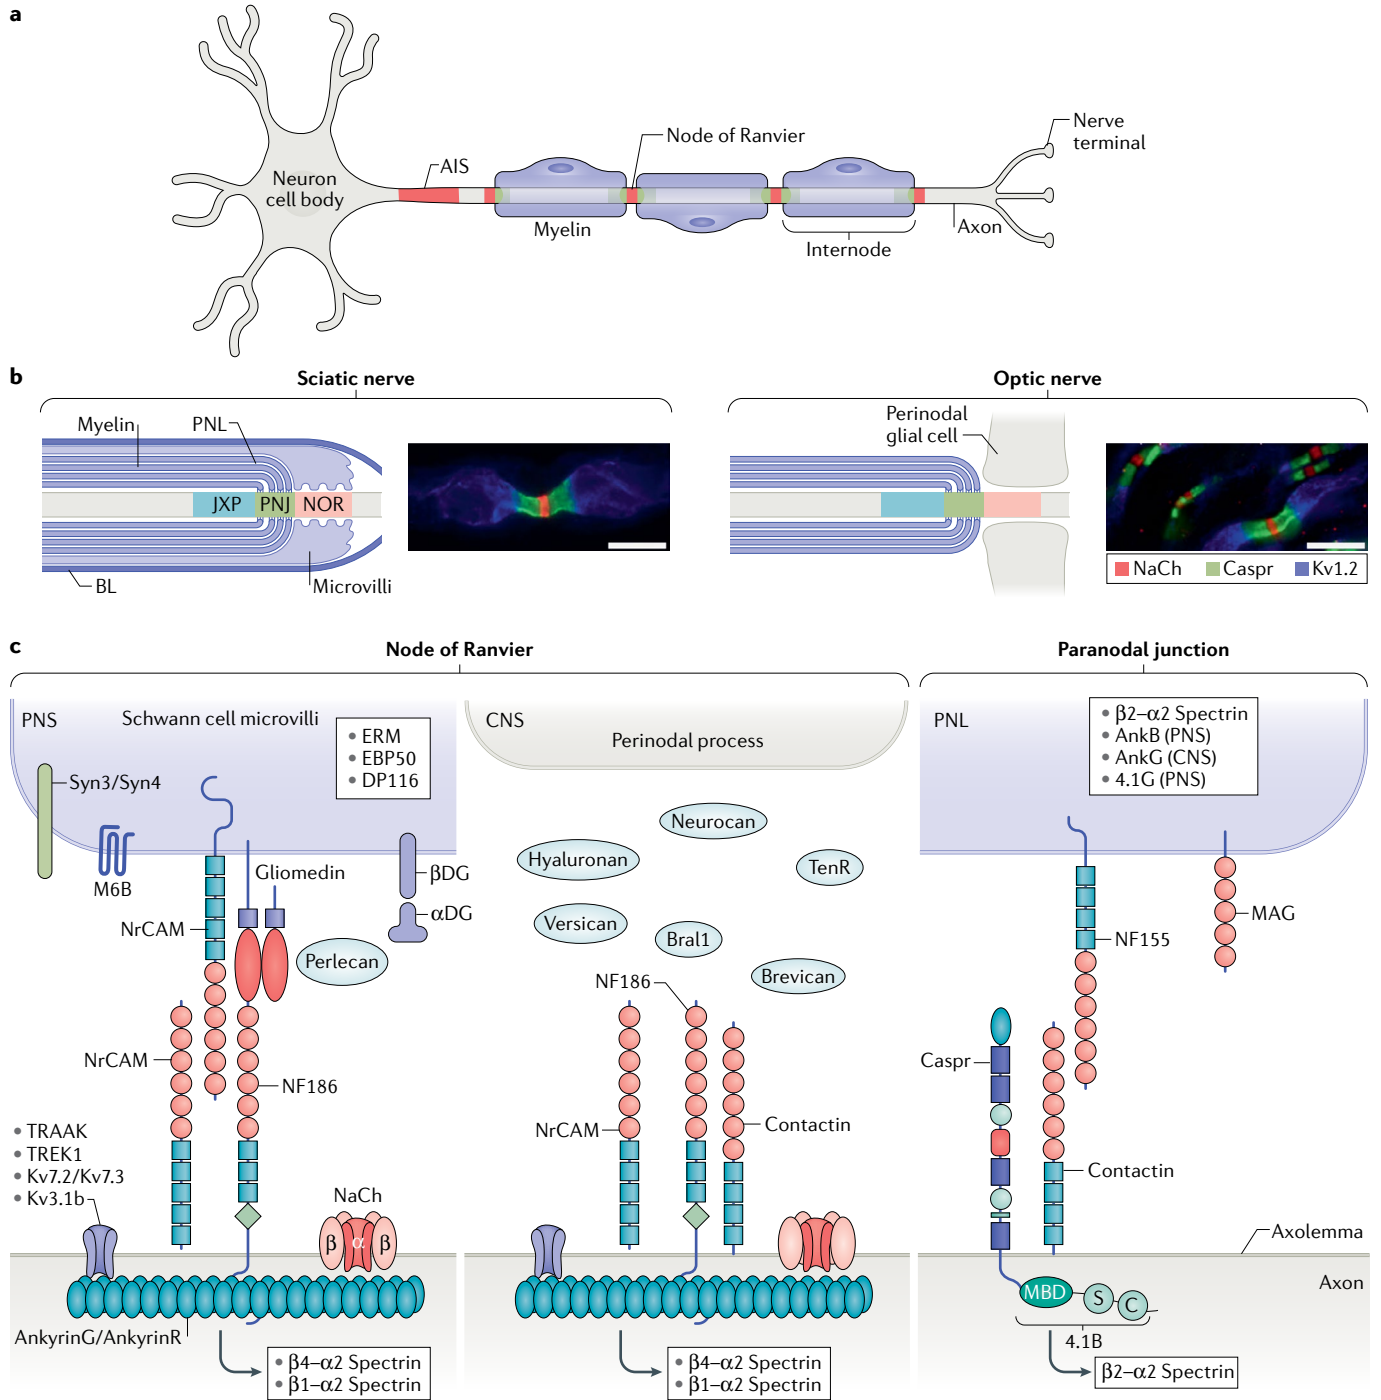 a
Neuron
cell body
AIS
Node of Ranvier
Myelin
Internode
Axon
Nerve
terminal
b
Sciatic nerve
Myelin
PNL
JXP
PNJ
NOR
BL
Microvilli
Optic nerve
Perinodal
glial cell
NaCh
Caspr
Kv1.2
c
Node of Ranvier
PNS
Schwann cell microvilli
• ERM
• EBP50
• DP116
Syn3/Syn4
M6B
Gliomedin
βDG
αDG
NrCAM
Perlecan
NrCAM
NF186
• TRAAK
• TREK1
• Kv7.2/Kv7.3
• Kv3.1b
NaCh
β
α
β
AnkyrinG/AnkyrinR
• β4–α2 Spectrin
• β1–α2 Spectrin
CNS
Perinodal process
Neurocan
Hyaluronan
TenR
Versican
Bral1
Brevican
NF186
NrCAM
Contactin
• β4–α2 Spectrin
• β1–α2 Spectrin
Paranodal junction
PNL
• β2–α2 Spectrin
• AnkB (PNS)
• AnkG (CNS)
• 4.1G (PNS)
MAG
NF155
Caspr
Contactin
Axolemma
Axon
MBD
S
C
4.1B
β2–α2 Spectrin